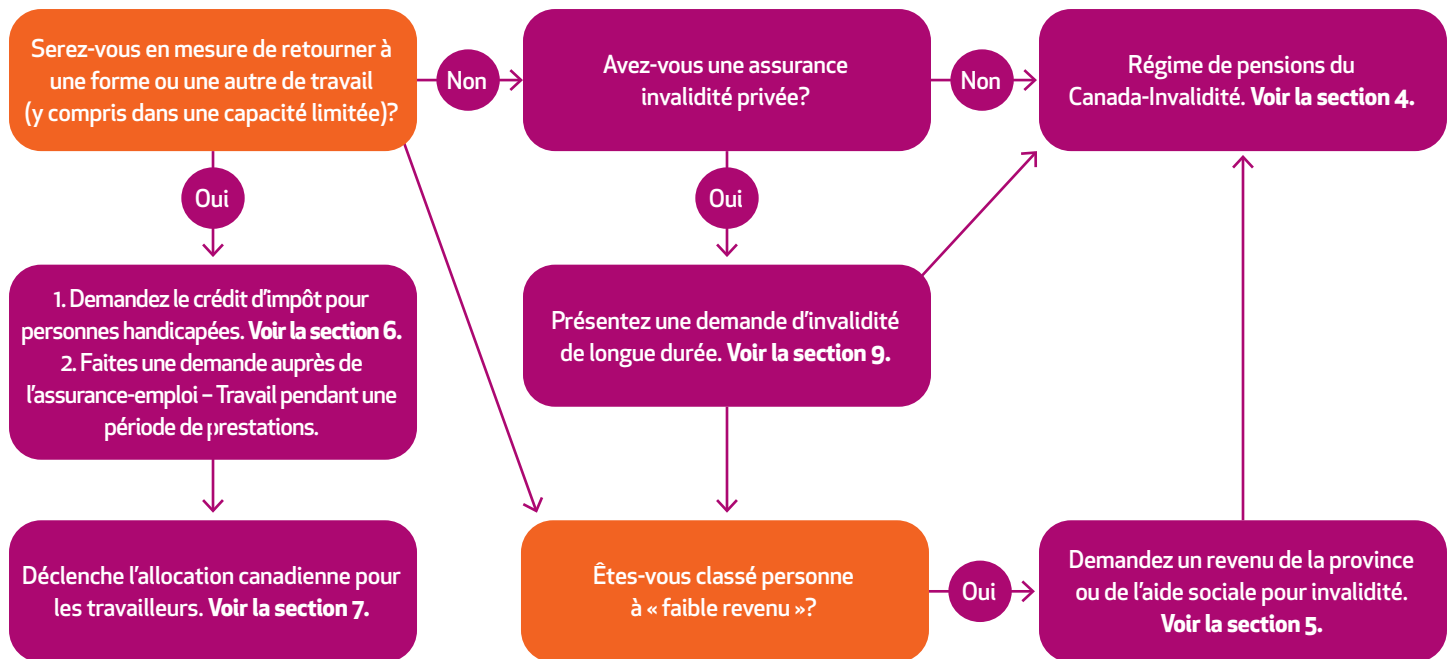 Serez-vous en mesure de retourner à
une forme ou une autre de travail
(y compris dans une capacité limitée)?
Non
Avez-vous une assurance
invalidité privée?
Non
Régime de pensions du
Canada-Invalidité. Voir la section 4.
Oui
Oui
1. Demandez le crédit d'impôt pour
personnes handicapées. Voir la section 6.
2. Faites une demande auprès de
l'assurance-emploi – Travail pendant une
période de prestations.
Présentez une demande d'invalidité
de longue durée. Voir la section 9.
Déclenche l'allocation canadienne pour
les travailleurs. Voir la section 7.
Êtes-vous classé personne
à « faible revenu »?
Oui
Demandez un revenu de la province
ou de l'aide sociale pour invalidité.
Voir la section 5.